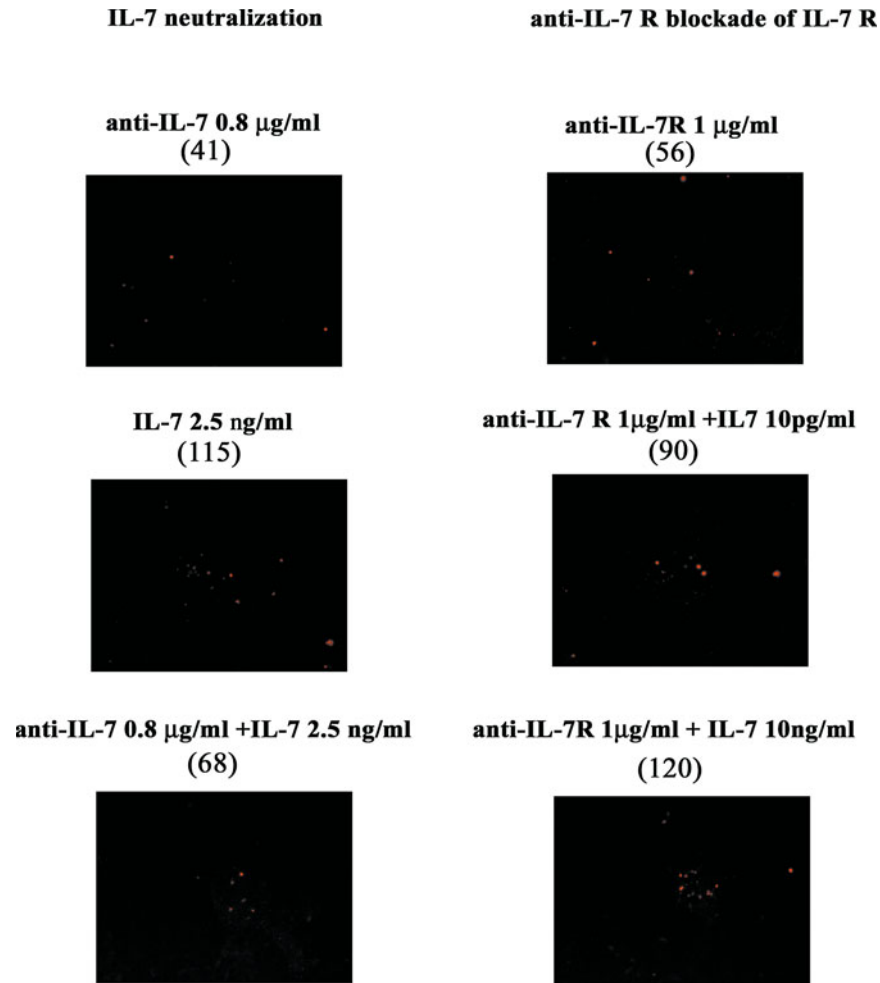 IL-7 neutralization
anti-IL-7 R blockade of IL-7 R
anti-IL-7 0.8 μg/ml
(41)
anti-IL-7R 1 μg/ml
(56)
IL-7 2.5 ng/ml
(115)
anti-IL-7 R 1μg/ml +IL7 10pg/ml
(90)
anti-IL-7 0.8 μg/ml +IL-7 2.5 ng/ml
(68)
anti-IL-7R 1μg/ml + IL-7 10ng/ml
(120)